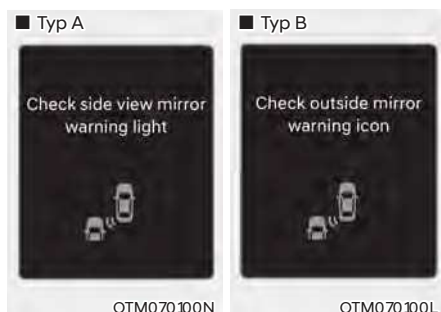 ■ Typ A
Check side view mirror
warning light
OTM070100N
■ Typ B
Check outside mirror
warning icon
OTM070100L